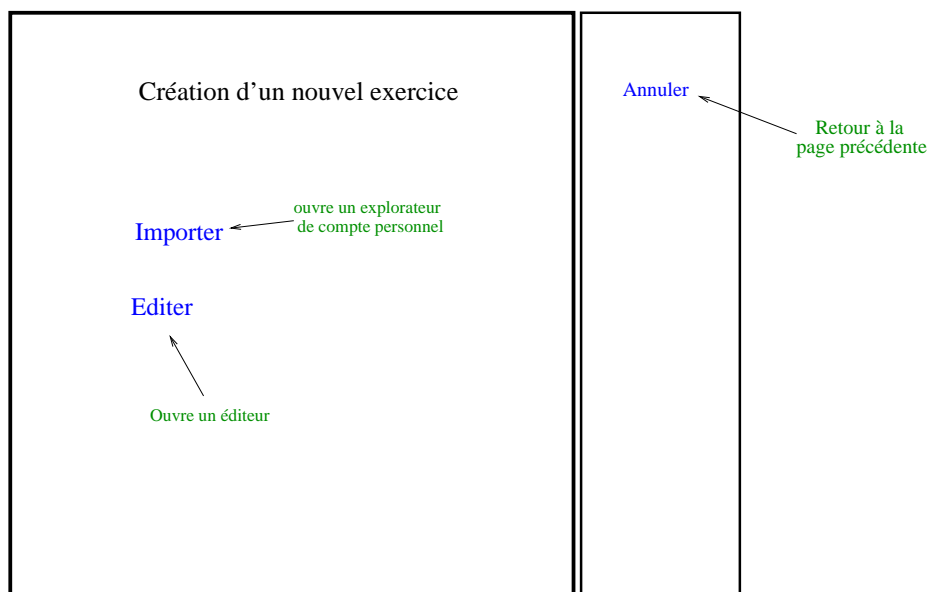 Création d'un nouvel exercice
Annuler
Retour à la
page précédente
ouvre un explorateur
de compte personnel
Importer
Editer
Ouvre un éditeur